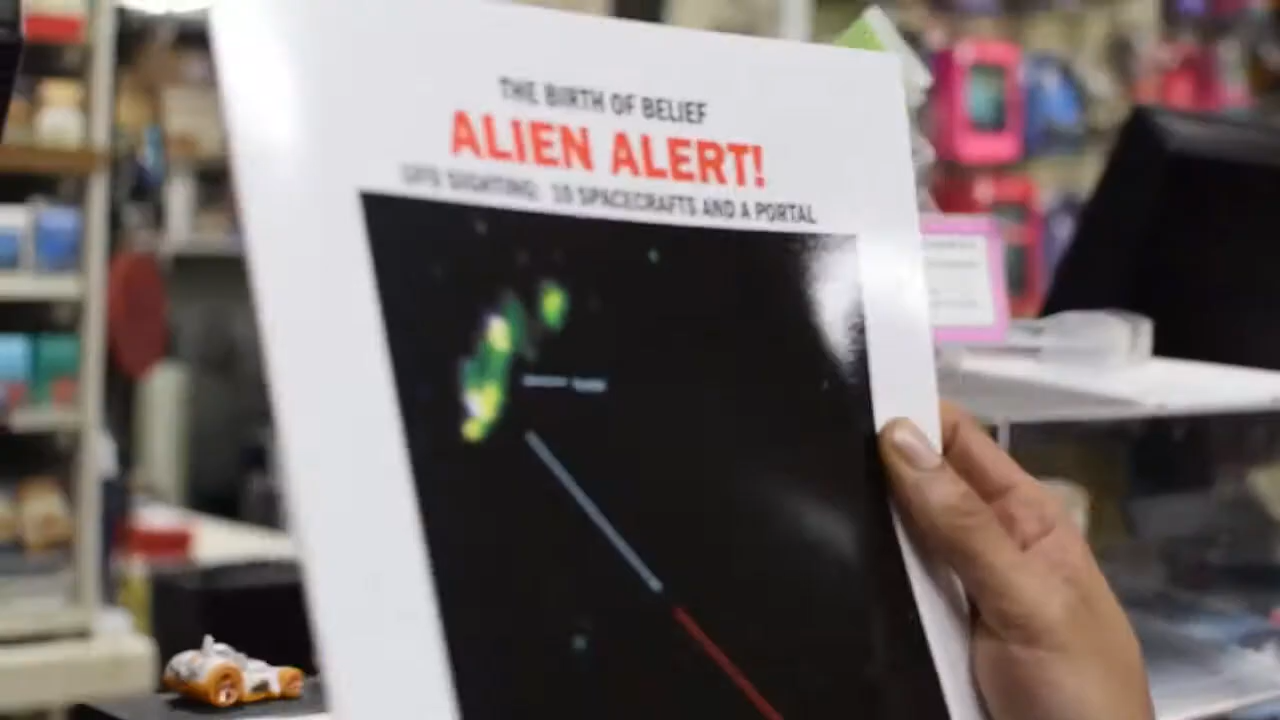 THE BIRTH OF BELIEF
ALIEN ALERT!
UFO SIGHTING: 10 SPACECRAFTS AND A PORTAL